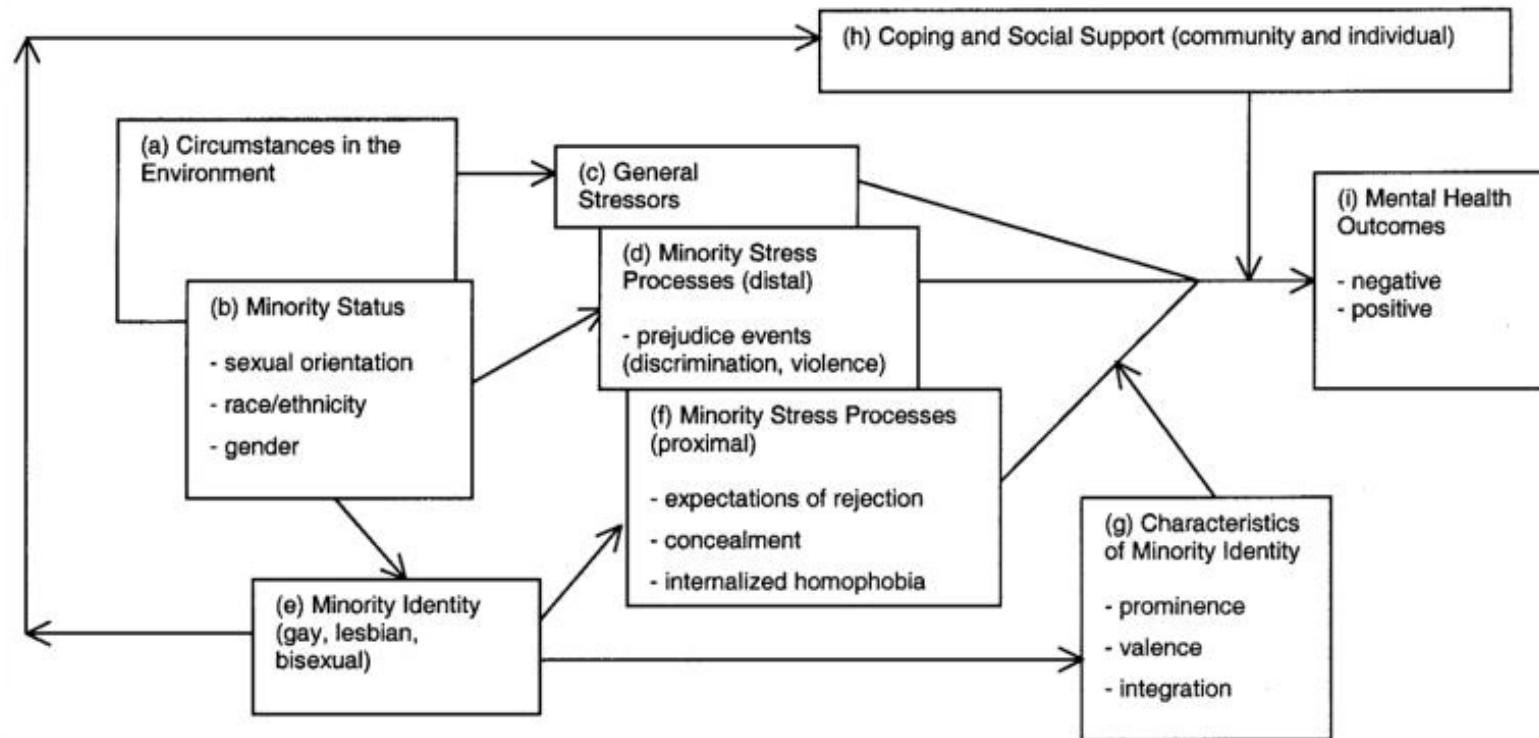 (h) Coping and Social Support (community and individual)
(a) Circumstances in the
Environment
(c) General
Stressors
(i) Mental Health
Outcomes
- negative
- positive
(d) Minority Stress
Processes (distal)
- prejudice events
(discrimination, violence)
(b) Minority Status
- sexual orientation
- race/ethnicity
- gender
(f) Minority Stress Processes
(proximal)
- expectations of rejection
- concealment
- internalized homophobia
(g) Characteristics
of Minority Identity
- prominence
- valence
- integration
(e) Minority Identity
(gay, lesbian,
bisexual)